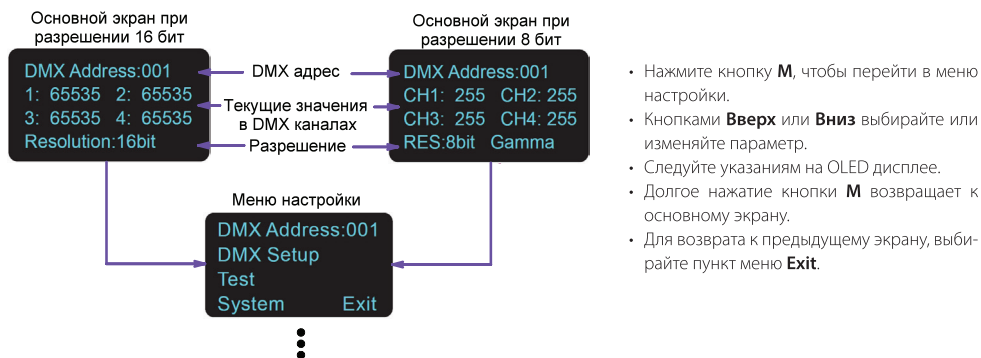 Основной экран при
разрешении 16 бит
DMX Address:001
1: 65535 2: 65535
3: 65535 4: 65535
Resolution:16bit
DMX адрес
Текущие значения
в DMX каналах
Разрешение
Основной экран при
разрешении 8 бит
DMX Address:001
CH1: 255 CH2: 255
CH3: 255 CH4: 255
RES:8bit Gamma
Меню настройки
DMX Address:001
DMX Setup
Test
System Exit
• Нажмите кнопку М, чтобы перейти в меню
настройки.
• Кнопками Вверх или Вниз выбирайте или
изменяйте параметр.
• Следуйте указаниям на OLED дисплее.
• Долгое нажатие кнопки М возвращает к
основному экрану.
• Для возврата к предыдущему экрану, выби-
райте пункт меню Exit.